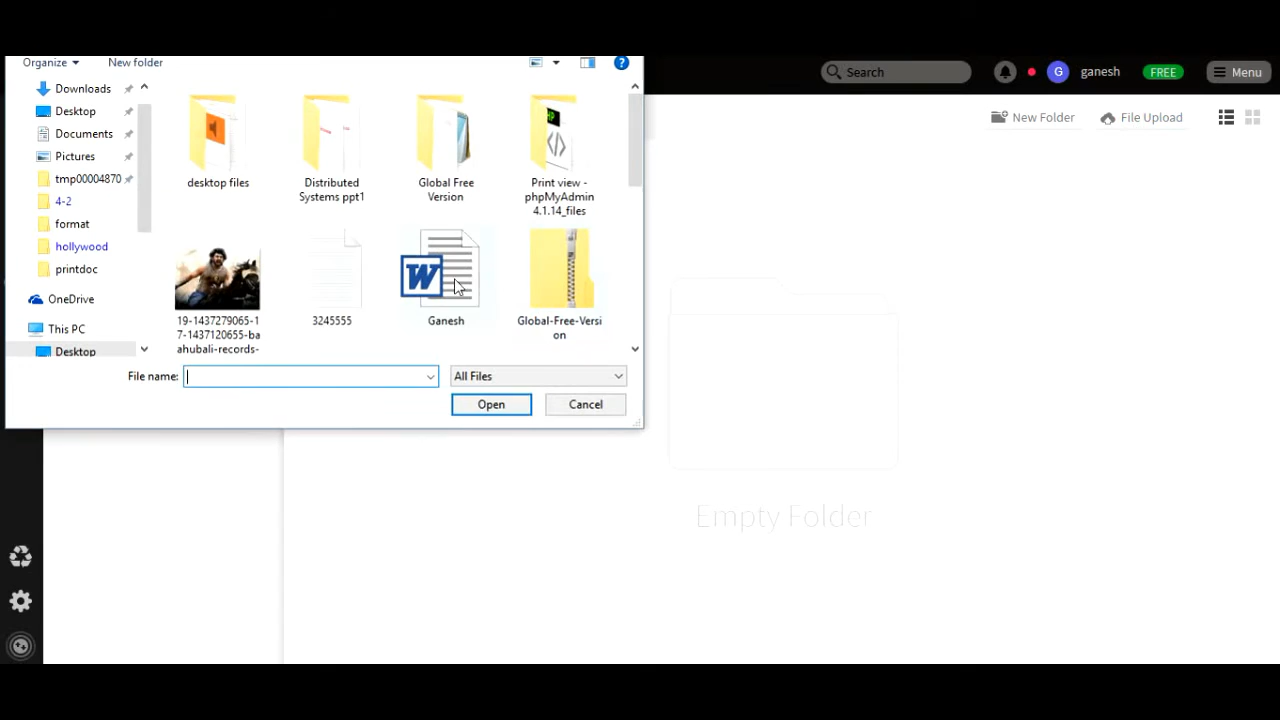 Organize
New folder
Search
G
ganesh
FREE
Menu
Downloads
Desktop
Documents
Pictures
tmp00004870
4-2
format
hollywood
printdoc
OneDrive
This PC
Desktop
desktop files
Distributed
Systems ppt1
Global Free
Version
Print view -
phpMyAdmin
4.1.14_files
19-1437279065-1
7-1437120655-ba
ahubali-records-
3245555
W
Ganesh
Global-Free-Versi
on
File name:
All Files
Open
Cancel
New Folder
File Upload
Empty Folder